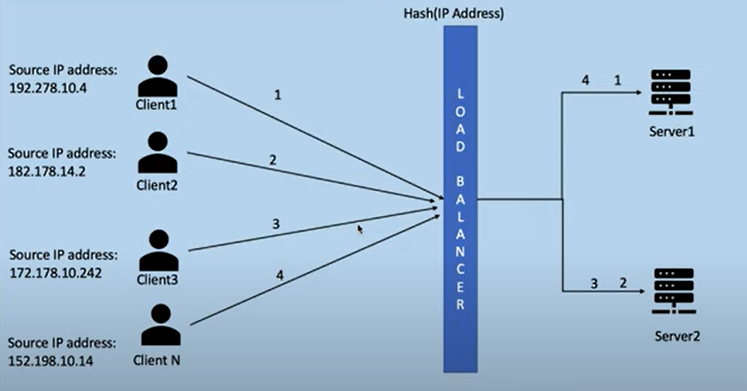 Hash(IP Address)
Source IP address:
192.278.10.4
Client1
1
Source IP address:
182.178.14.2
Client2
2
Source IP address:
172.178.10.242
Client3
3
Source IP address:
152.198.10.14
Client N
4
LOAD BALANCER
4 1
Server1
3 2
Server2